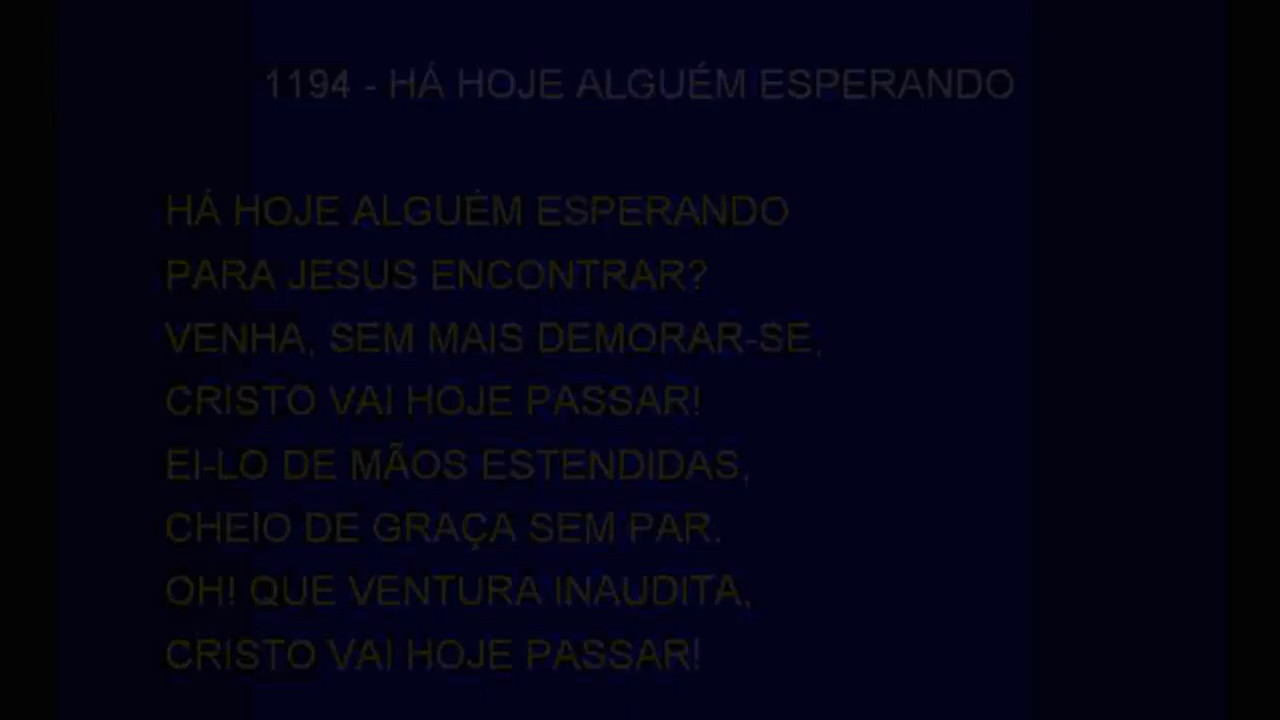 1194 - HÁ HOJE ALGUÉM ESPERANDO
HÁ HOJE ALGUÉM ESPERANDO
PARA JESUS ENCONTRAR?
VENHA, SEM MAIS DEMORAR-SE,
CRISTO VAI HOJE PASSAR!
EI-LO DE MÃOS ESTENDIDAS,
CHEIO DE GRAÇA SEM PAR.
OH! QUE VENTURA INAUDITA,
CRISTO VAI HOJE PASSAR!